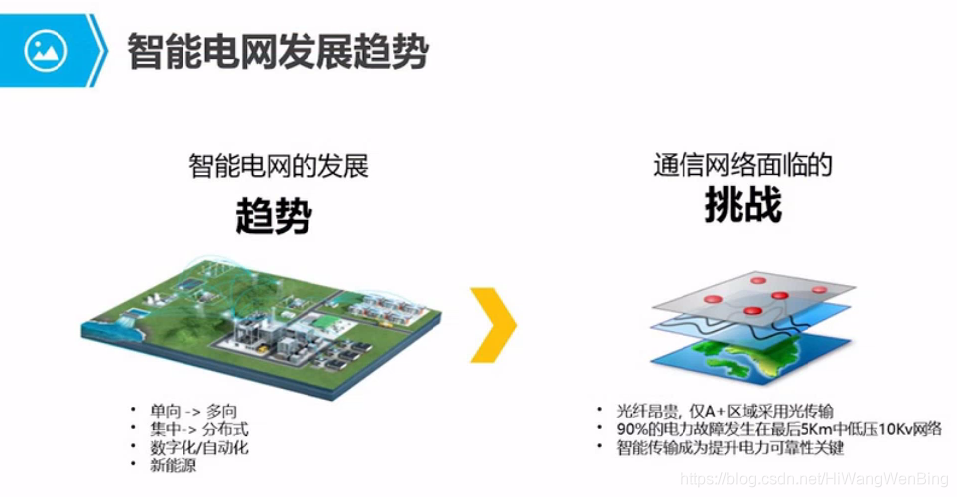 智能电网发展趋势
智能电网的发展
趋势
• 单向 -> 多向
• 集中-> 分布式
• 数字化/自动化
• 新能源
通信网络面临的
挑战
• 光纤昂贵, 仅A+区域采用光传输
• 90%的电力故障发生在最后5Km中低压10Kv网络
• 智能传输成为提升电力可靠性关键
https://blog.csdn.net/HiWangWenBing